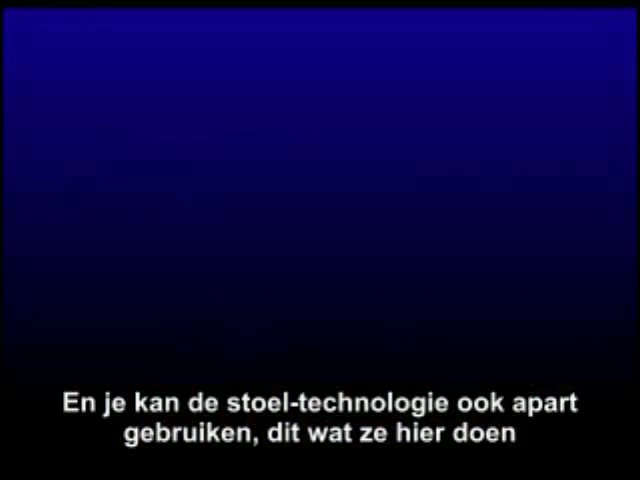 En je kan de stoel-technologie ook apart
gebruiken, dit wat ze hier doen